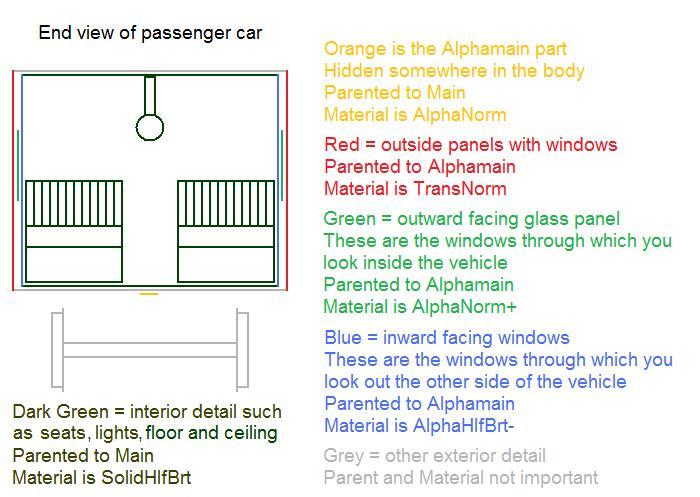 End view of passenger car
Orange is the Alphamain part
Hidden somewhere in the body
Parented to Main
Material is AlphaNorm
Red = outside panels with windows
Parented to Alphamain
Material is TransNorm
Green = outward facing glass panel
These are the windows through which you
look inside the vehicle
Parented to Alphamain
Material is AlphaNorm+
Blue = inward facing windows
These are the windows through which you
look out the other side of the vehicle
Parented to Alphamain
Material is AlphaHlfBrt-
Grey = other exterior detail
Parent and Material not important
Dark Green = interior detail such
as seats, lights, floor and ceiling
Parented to Main
Material is SolidHlfBrt